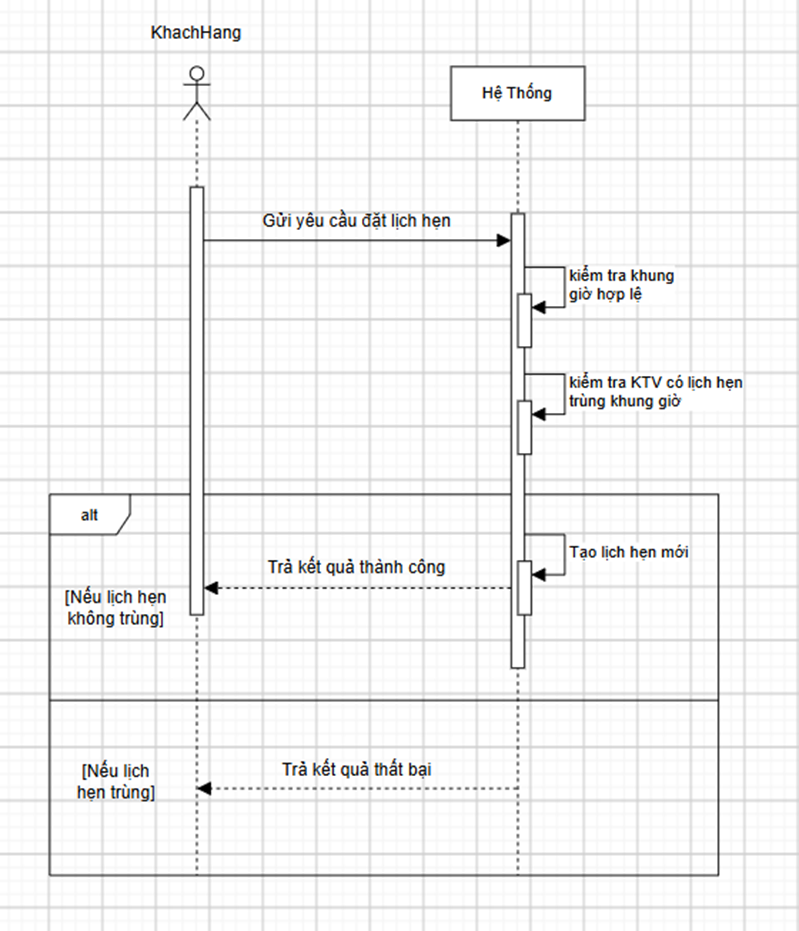 KhachHang
Hệ Thống
Gửi yêu cầu đặt lịch hẹn
kiểm tra khung
giờ hợp lệ
kiểm tra KTV có lịch hẹn
trùng khung giờ
alt
Tạo lịch hẹn mới
Trả kết quả thành công
[Nếu lịch hẹn
không trùng]
Trả kết quả thất bại
[Nếu lịch
hẹn trùng]